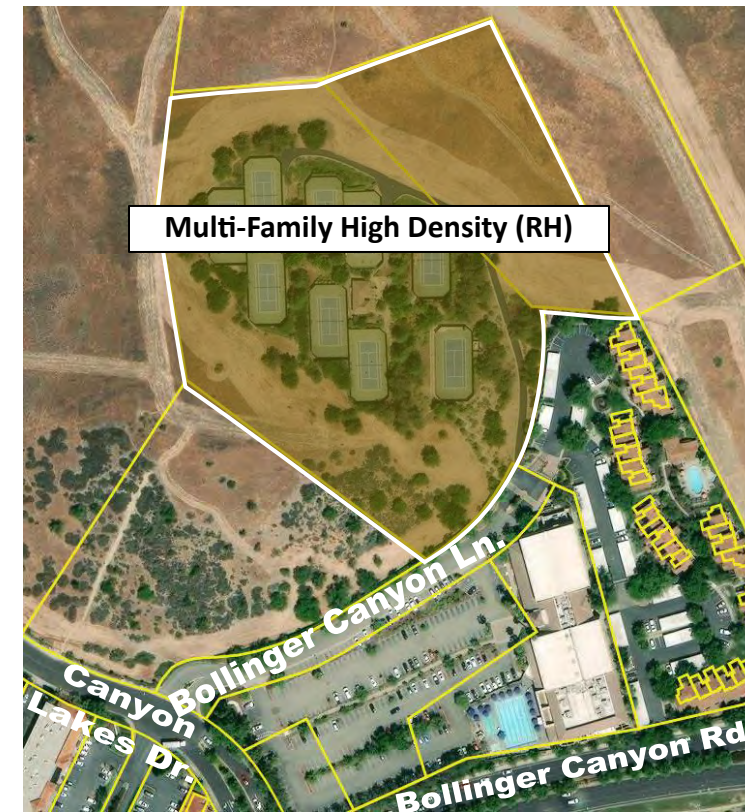 Multi-Family High Density (RH)
Bollinger Canyon Ln.
Canyon
Lakes Dr.
Bollinger Canyon Rd